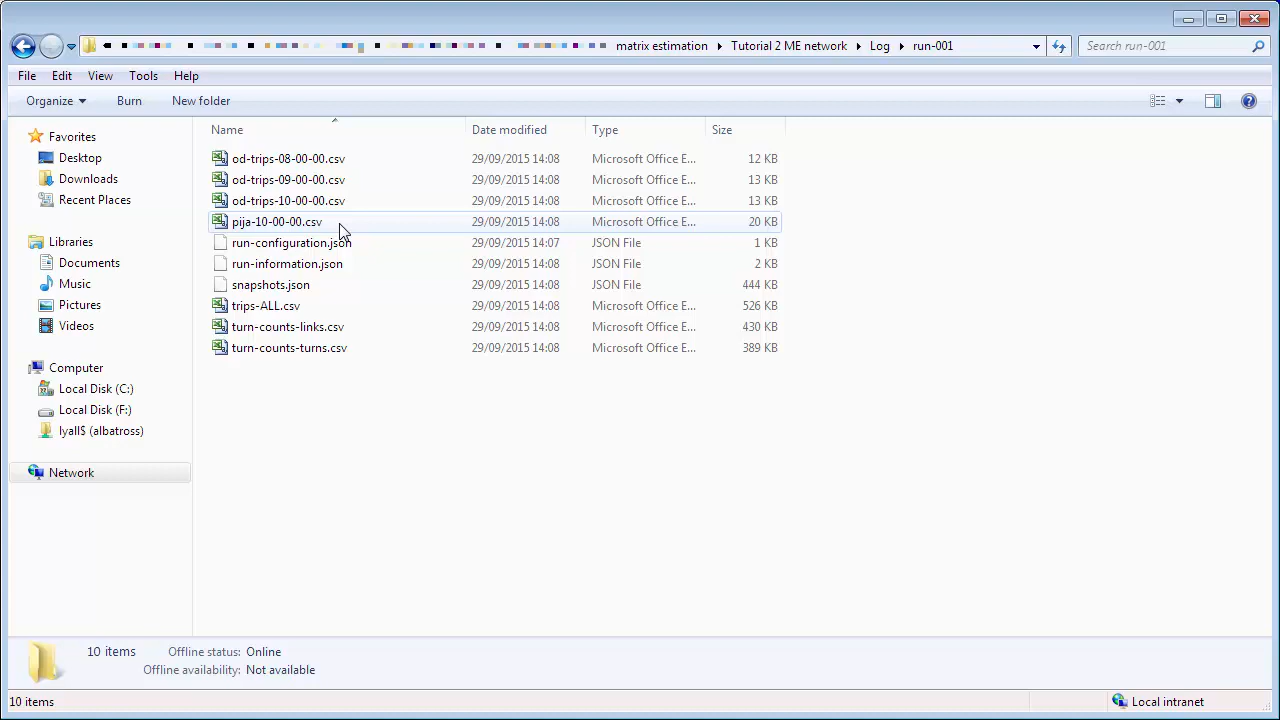 matrix estimation Tutorial 2 ME network Log run-001 Search run-001
File Edit View Tools Help
Organize Burn New folder
Name Date modified Type Size
Favorites
Desktop
Downloads
Recent Places
Libraries
Documents
Music
Pictures
Videos
Computer
Local Disk (C:)
Local Disk (F:)
lyall$ (albatross)
Network
od-trips-08-00-00.csv 29/09/2015 14:08 Microsoft Office E... 12 KB
od-trips-09-00-00.csv 29/09/2015 14:08 Microsoft Office E... 13 KB
od-trips-10-00-00.csv 29/09/2015 14:08 Microsoft Office E... 13 KB
pija-10-00-00.csv 29/09/2015 14:08 Microsoft Office E... 20 KB
run-configuration.json 29/09/2015 14:07 JSON File 1 KB
run-information.json 29/09/2015 14:08 JSON File 2 KB
snapshots.json 29/09/2015 14:08 JSON File 444 KB
trips-ALL.csv 29/09/2015 14:08 Microsoft Office E... 526 KB
turn-counts-links.csv 29/09/2015 14:08 Microsoft Office E... 430 KB
turn-counts-turns.csv 29/09/2015 14:08 Microsoft Office E... 389 KB
10 items Offline status: Online
Offline availability: Not available
10 items Local intranet